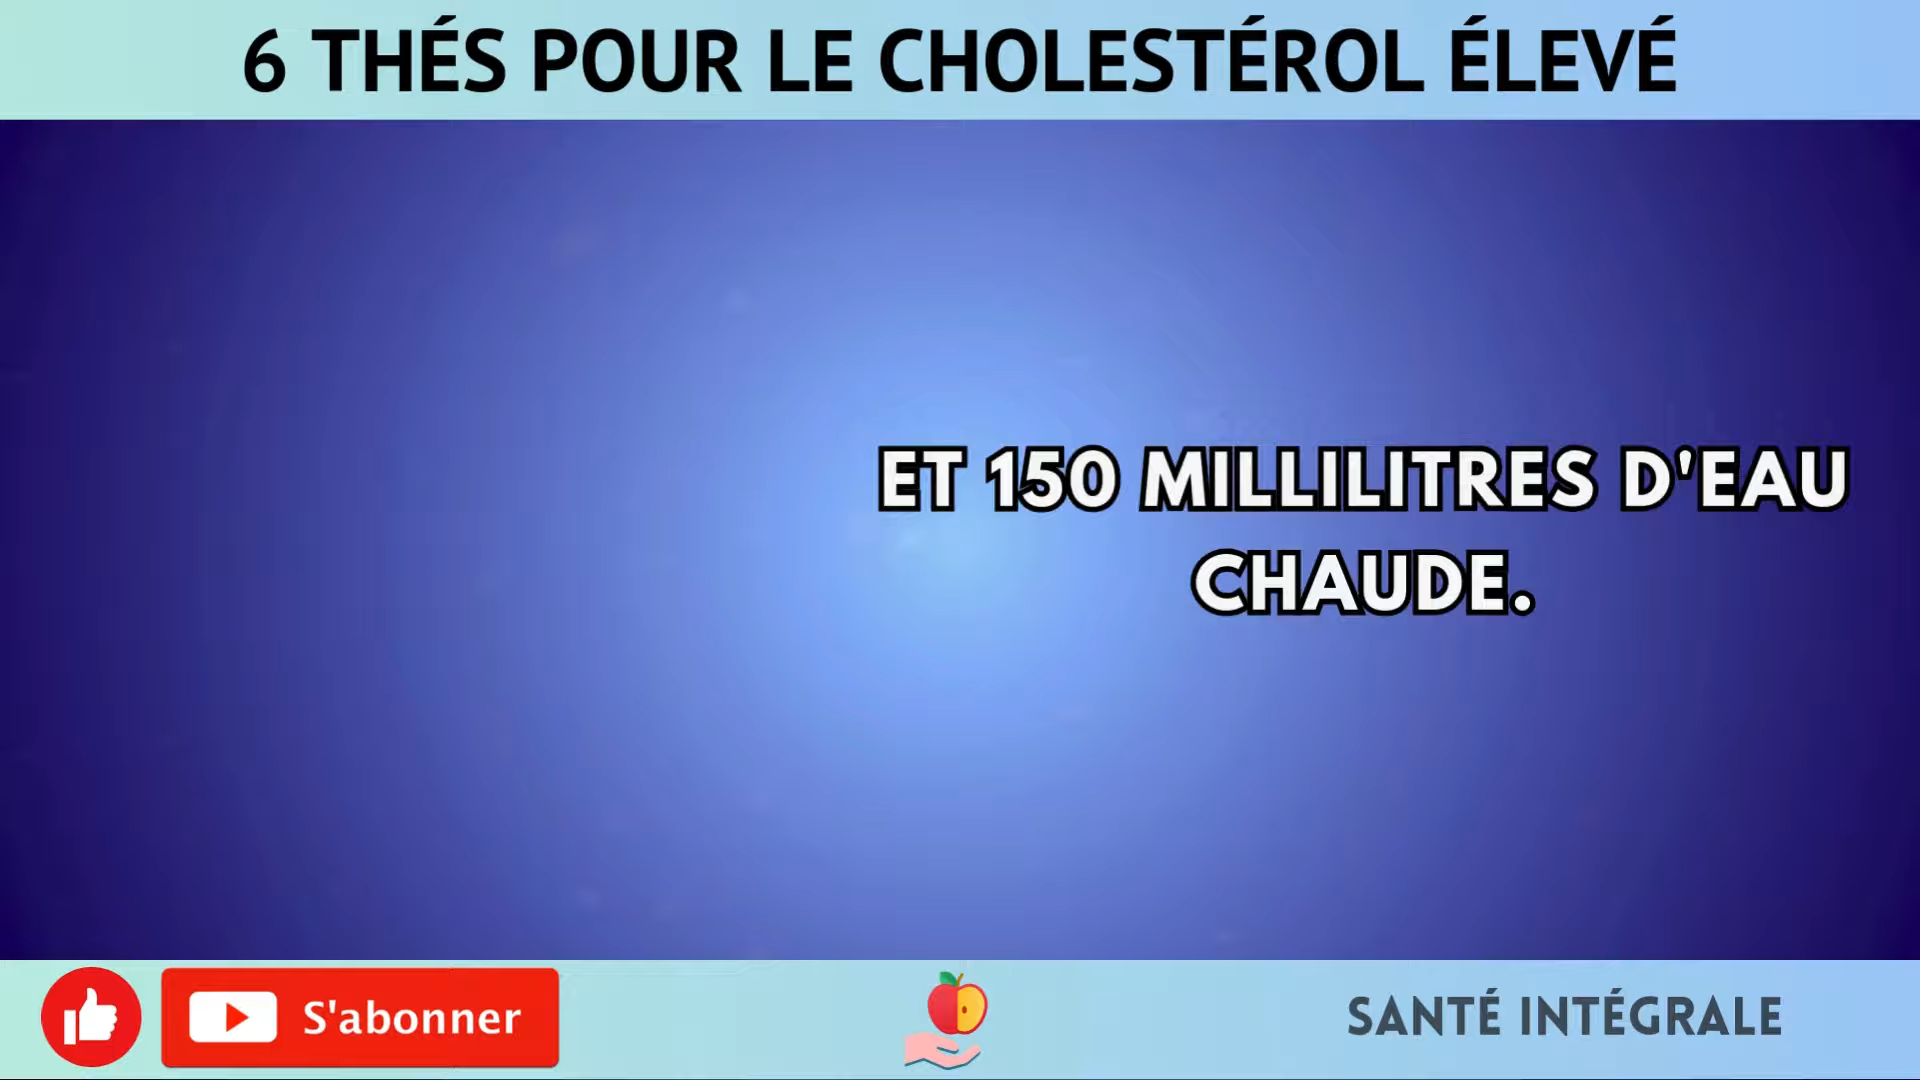 6 THÉS POUR LE CHOLESTÉROL ÉLEVÉ
ET 150 MILLILITRES D'EAU
CHAUDE.
S'abonner
SANTÉ INTÉGRALE